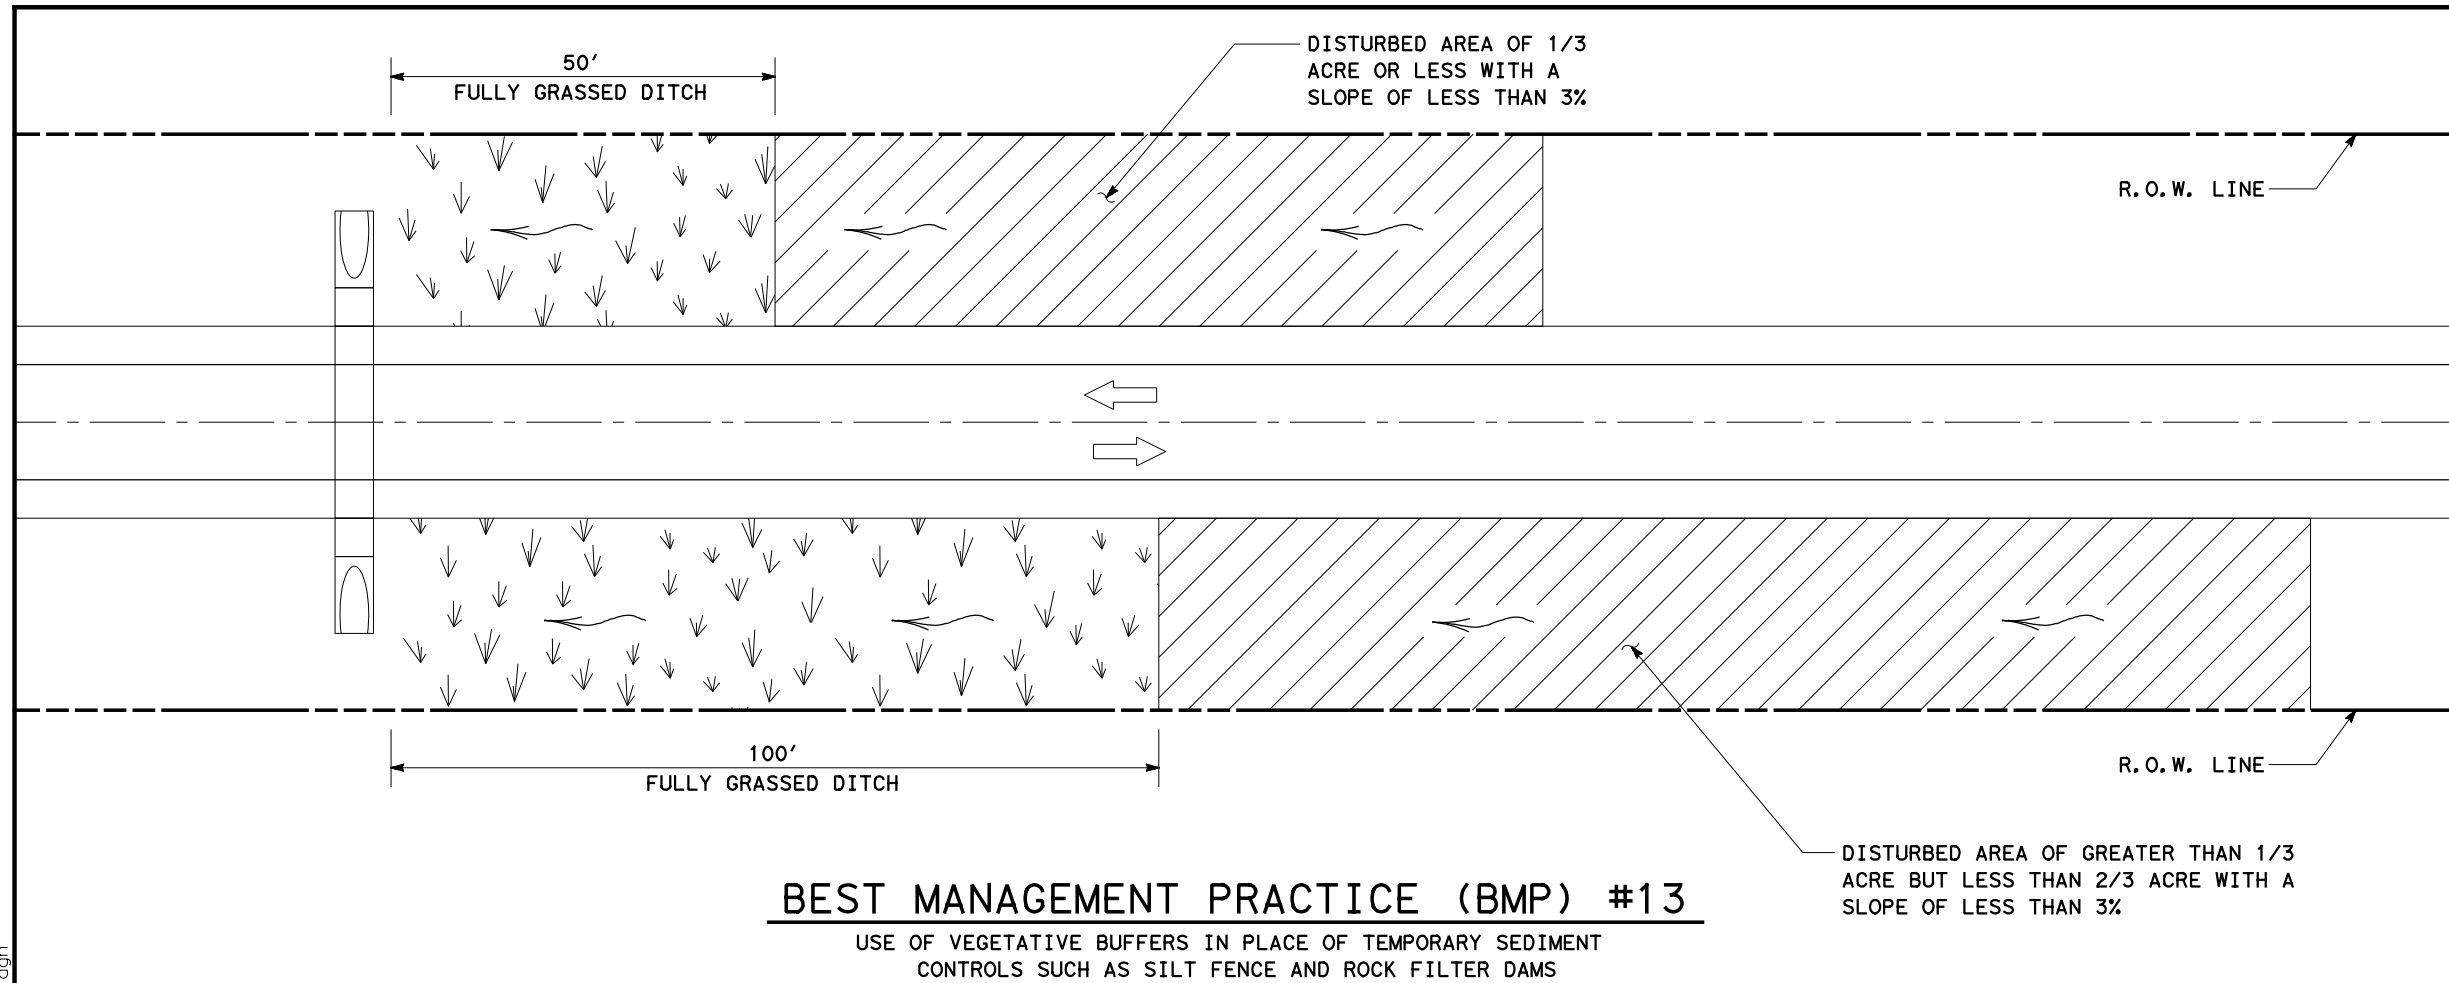 DISTURBED AREA OF 1/3
ACRE OR LESS WITH A
SLOPE OF LESS THAN 3%
50'
FULLY GRASSED DITCH
R.O.W. LINE
100'
FULLY GRASSED DITCH
R.O.W. LINE
DISTURBED AREA OF GREATER THAN 1/3
ACRE BUT LESS THAN 2/3 ACRE WITH A
SLOPE OF LESS THAN 3%
BEST MANAGEMENT PRACTICE (BMP) #13
USE OF VEGETATIVE BUFFERS IN PLACE OF TEMPORARY SEDIMENT
CONTROLS SUCH AS SILT FENCE AND ROCK FILTER DAMS